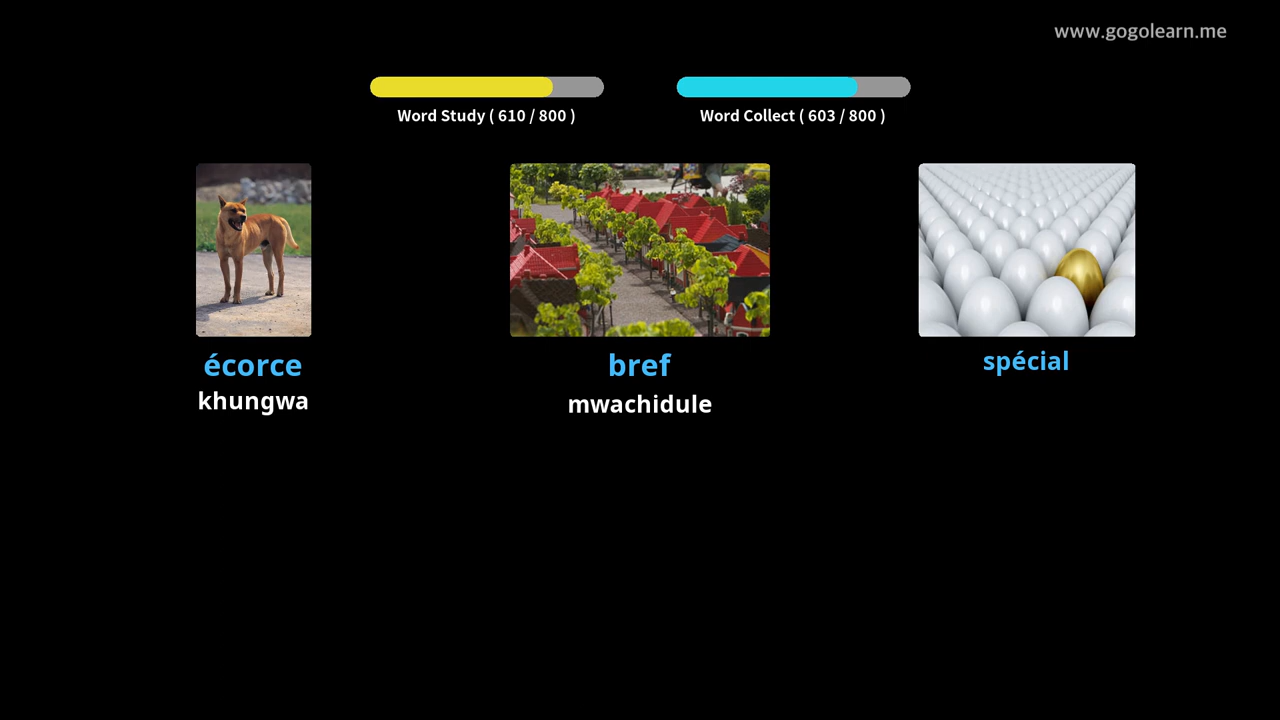 www.gogolearn.me
Word Study ( 610 / 800 )
Word Collect ( 603 / 800 )
écorce
khungwa
bref
mwachidule
spécial